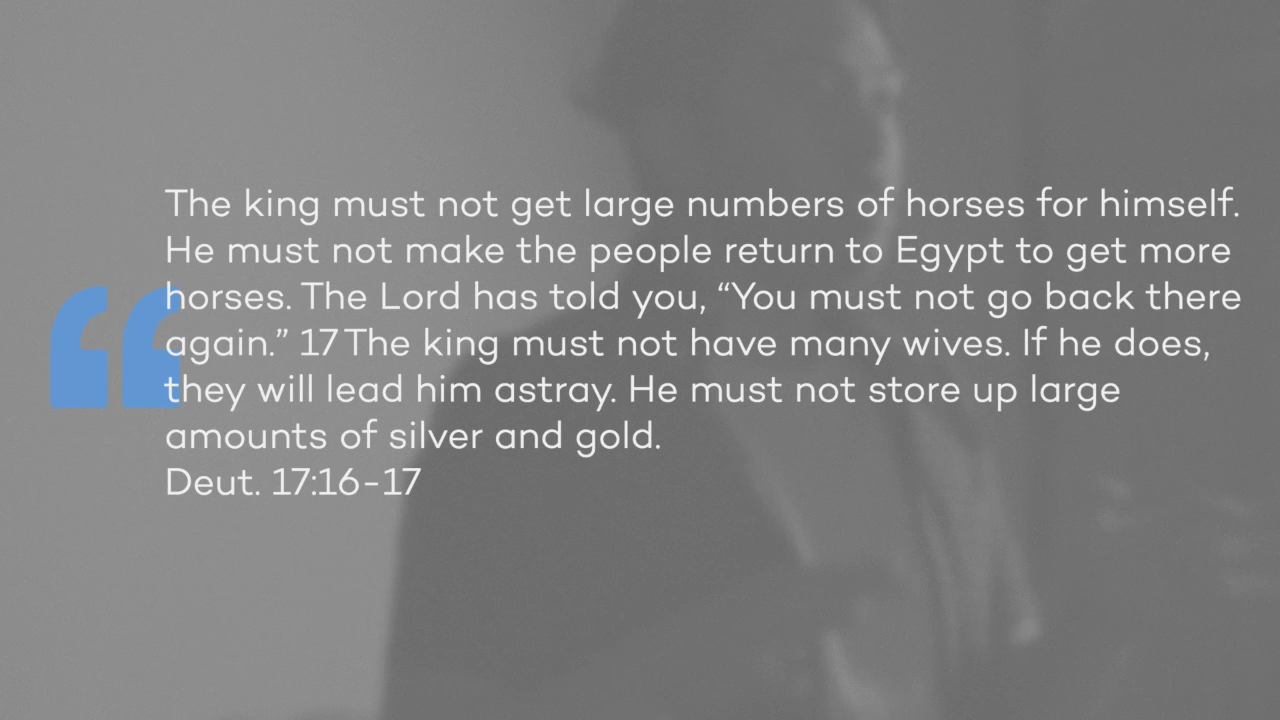 The king must not get large numbers of horses for himself.
He must not make the people return to Egypt to get more
horses. The Lord has told you, “You must not go back there
again.” 17 The king must not have many wives. If he does,
they will lead him astray. He must not store up large
amounts of silver and gold.
Deut. 17:16-17